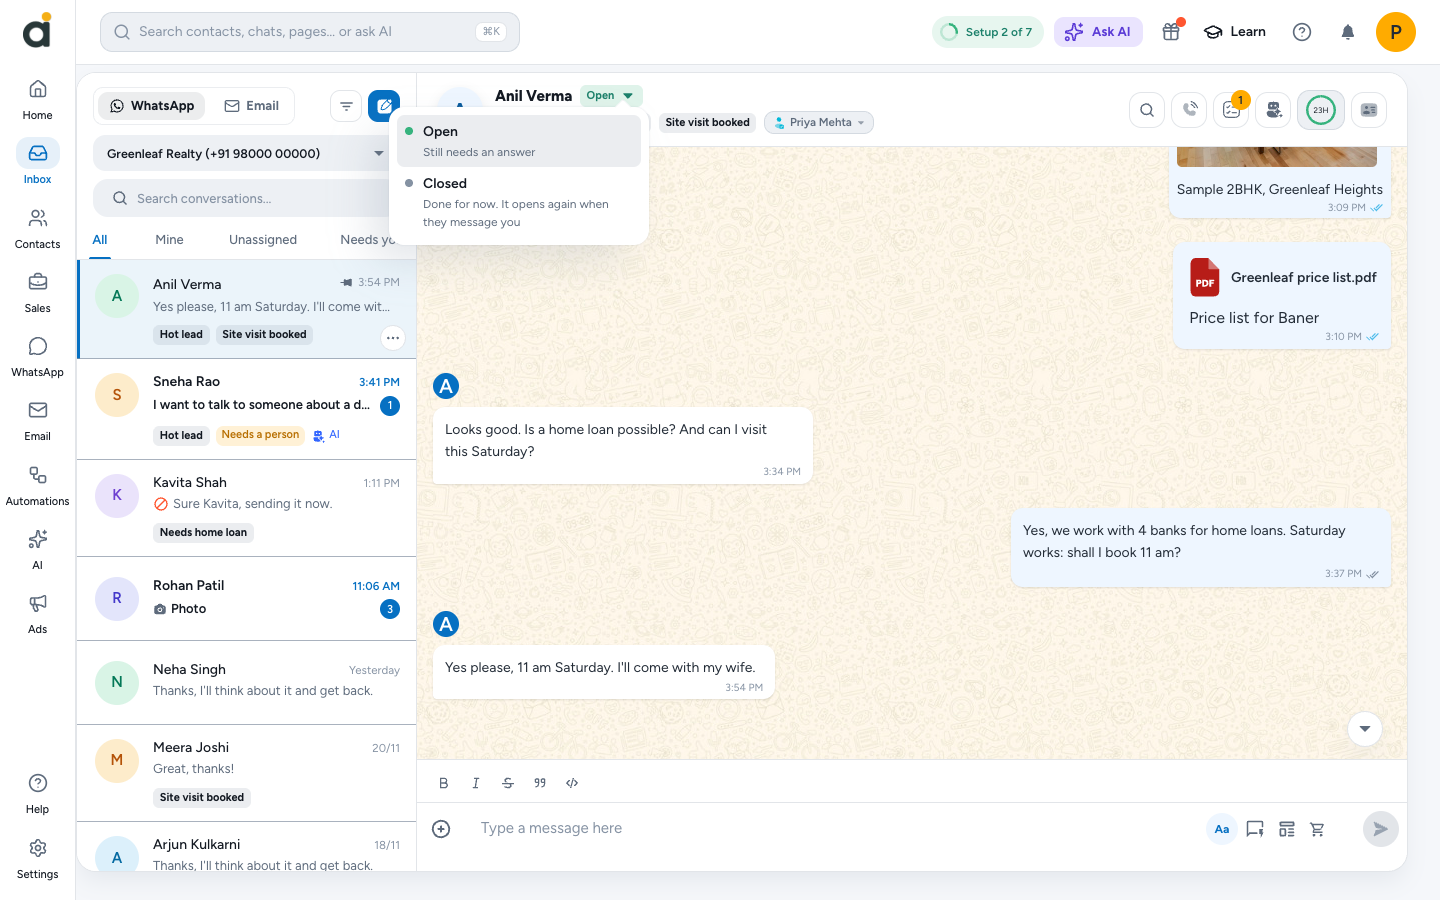 Search contacts, chats, pages... or ask AI
⌘K
Setup 2 of 7
Ask AI
Learn
P
Home
Inbox
Contacts
Sales
WhatsApp
Email
Automations
AI
Ads
Help
Settings
WhatsApp
Email
Greenleaf Realty (+91 98000 00000)
Search conversations...
All
Mine
Unassigned
Needs yo
A
Anil Verma
3:54 PM
Yes please, 11 am Saturday. I'll come wit...
Hot lead
Site visit booked
S
Sneha Rao
3:41 PM
I want to talk to someone about a d...
1
Hot lead
Needs a person
AI
K
Kavita Shah
1:11 PM
Sure Kavita, sending it now.
Needs home loan
R
Rohan Patil
11:06 AM
Photo
3
N
Neha Singh
Yesterday
Thanks, I'll think about it and get back.
M
Meera Joshi
20/11
Great, thanks!
Site visit booked
A
Arjun Kulkarni
18/11
Thanks, I'll think about it and get back.
Anil Verma
Open
Site visit booked
Priya Mehta
1
23H
Open
Still needs an answer
Closed
Done for now. It opens again when
they message you
Sample 2BHK, Greenleaf Heights
3:09 PM
PDF
Greenleaf price list.pdf
Price list for Baner
3:10 PM
A
Looks good. Is a home loan possible? And can I visit
this Saturday?
3:34 PM
Yes, we work with 4 banks for home loans. Saturday
works: shall I book 11 am?
3:37 PM
A
Yes please, 11 am Saturday. I'll come with my wife.
3:54 PM
B
I
S
Type a message here
Aa